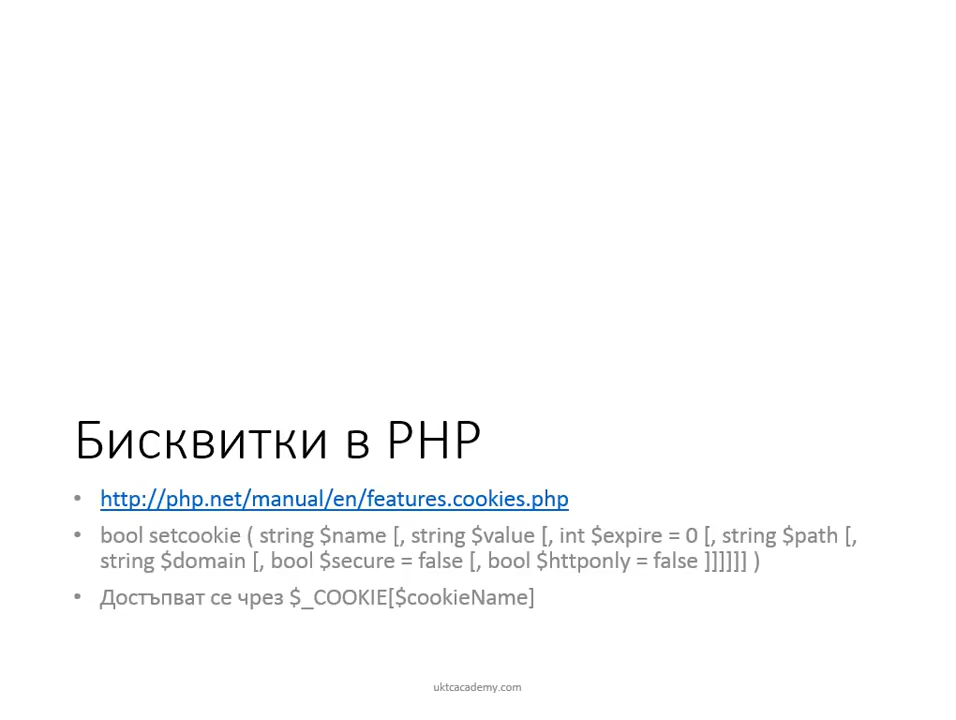 Бисквитки в PHP
• http://php.net/manual/en/features.cookies.php
• bool setcookie ( string $name [, string $value [, int $expire = 0 [, string $path [,
string $domain [, bool $secure = false [, bool $httponly = false ]]]]]] )
• Достъпват се чрез $_COOKIE[$cookieName]
uktcacademy.com